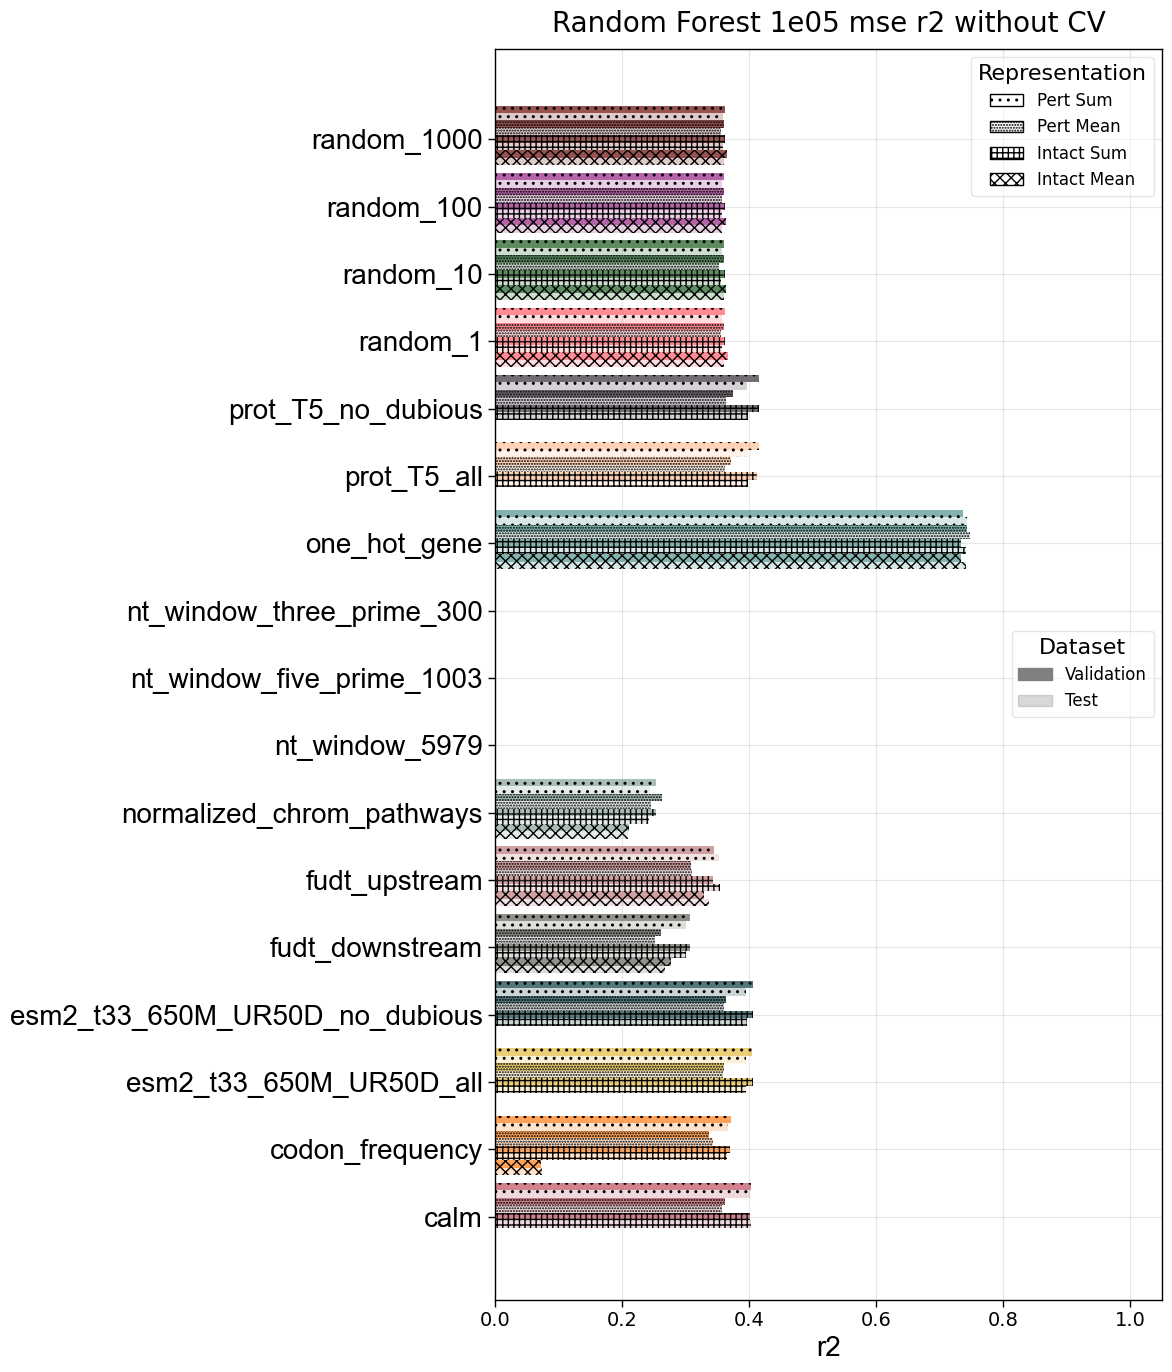 Random Forest 1e05 mse r2 without CV
Representation
Pert Sum
Pert Mean
Intact Sum
Intact Mean
random_1000
random_100
random_10
random_1
prot_T5_no_dubious
prot_T5_all
one_hot_gene
nt_window_three_prime_300
nt_window_five_prime_1003
nt_window_5979
Dataset
Validation
Test
normalized_chrom_pathways
fudt_upstream
fudt_downstream
esm2_t33_650M_UR50D_no_dubious
esm2_t33_650M_UR50D_all
codon_frequency
calm
0.0 0.2 0.4 0.6 0.8 1.0
r2